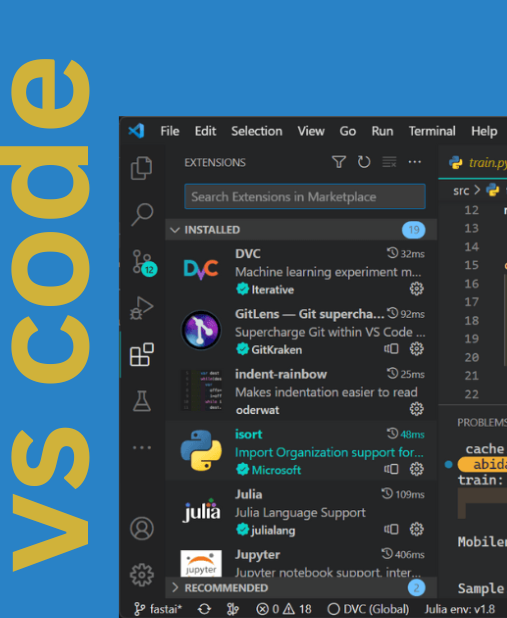 vs code
File Edit Selection View Go Run Terminal Help
EXTENSIONS
Search Extensions in Marketplace
INSTALLED 19
DVC 32ms
Machine learning experiment m...
Iterative
GitLens — Git supercha... 92ms
Supercharge Git within VS Code ...
GitKraken
indent-rainbow 25ms
Makes indentation easier to read
oderwat
isort 48ms
Import Organization support for...
Microsoft
Julia 109ms
julia
Julia Language Support
julialang
Jupyter 406ms
jupyter
Jupyter notebook support, inter...
RECOMMENDED 2
12
train.py
src >
12
13
14
15
16
17
18
19
20
21
22
PROBLEMS
cache
abida
train:
Mobilen
Sample
fastai* 0 18 DVC (Global) Julia env: v1.8